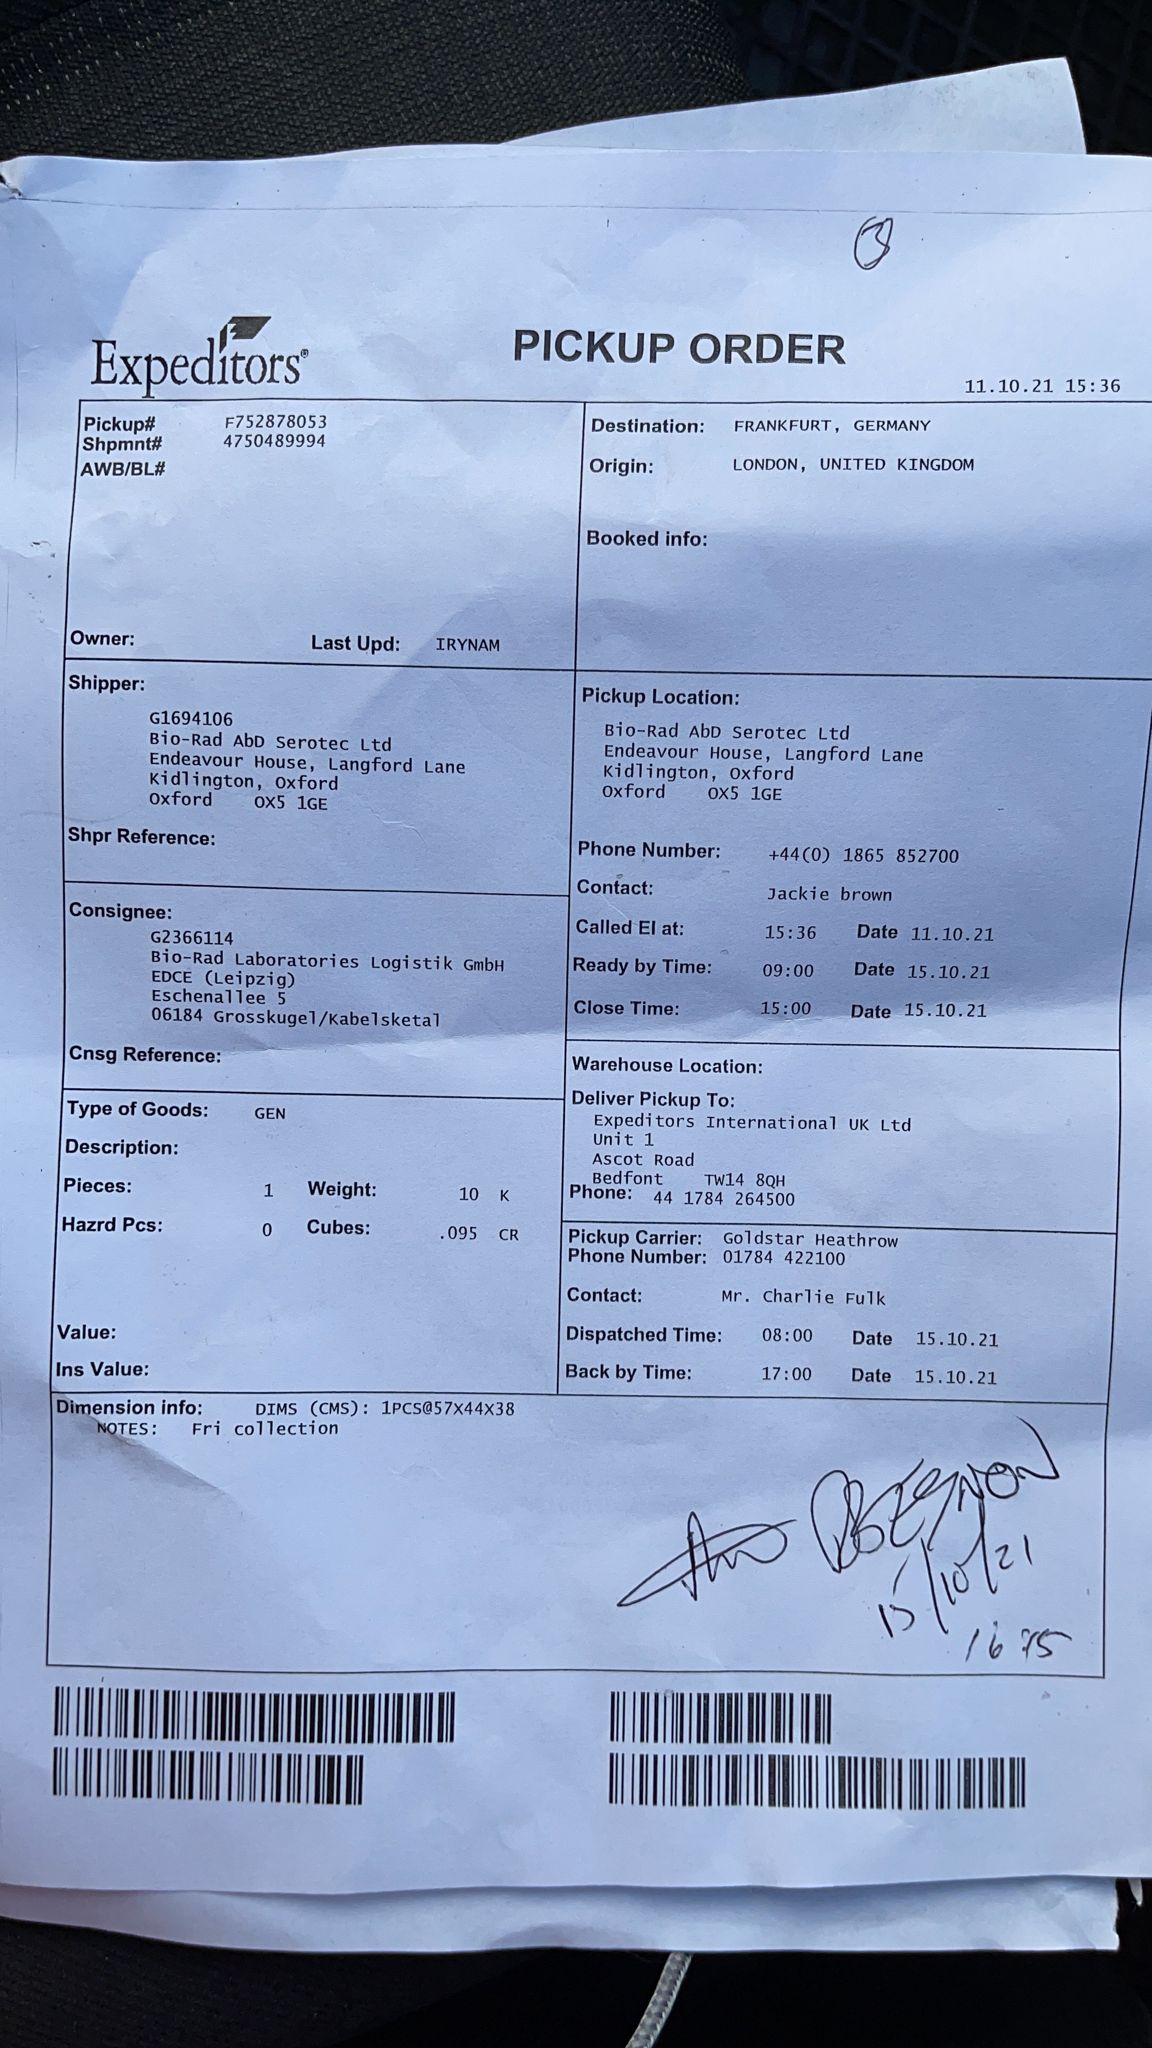 3
Expeditors®
PICKUP ORDER
11.10.21 15:36
Pickup# F752878053
Shpmnt# 4750489994
AWB/BL#
Owner: Last Upd: IRYNAM
Destination: FRANKFURT, GERMANY
Origin: LONDON, UNITED KINGDOM
Booked info:
Shipper:
G1694106
Bio-Rad AbD Serotec Ltd
Endeavour House, Langford Lane
Kidlington, Oxford
Oxford OX5 1GE
Shpr Reference:
Pickup Location:
Bio-Rad AbD Serotec Ltd
Endeavour House, Langford Lane
Kidlington, Oxford
Oxford OX5 1GE
Phone Number: +44(0) 1865 852700
Contact: Jackie brown
Called EI at: 15:36 Date 11.10.21
Ready by Time: 09:00 Date 15.10.21
Close Time: 15:00 Date 15.10.21
Consignee:
G2366114
Bio-Rad Laboratories Logistik GmbH
EDCE (Leipzig)
Eschenallee 5
06184 Grosskugel/Kabelsketal
Cnsg Reference:
Warehouse Location:
Deliver Pickup To:
Expeditors International UK Ltd
Unit 1
Ascot Road
Bedfont TW14 8QH
Phone: 44 1784 264500
Type of Goods: GEN
Description:
Pieces: 1 Weight: 10 K
Hazrd Pcs: 0 Cubes: .095 CR
Value:
Ins Value:
Pickup Carrier: Goldstar Heathrow
Phone Number: 01784 422100
Contact: Mr. Charlie Fulk
Dispatched Time: 08:00 Date 15.10.21
Back by Time: 17:00 Date 15.10.21
Dimension info: DIMS (CMS): 1PCS@57X44X38
NOTES: Fri collection
15/10/21